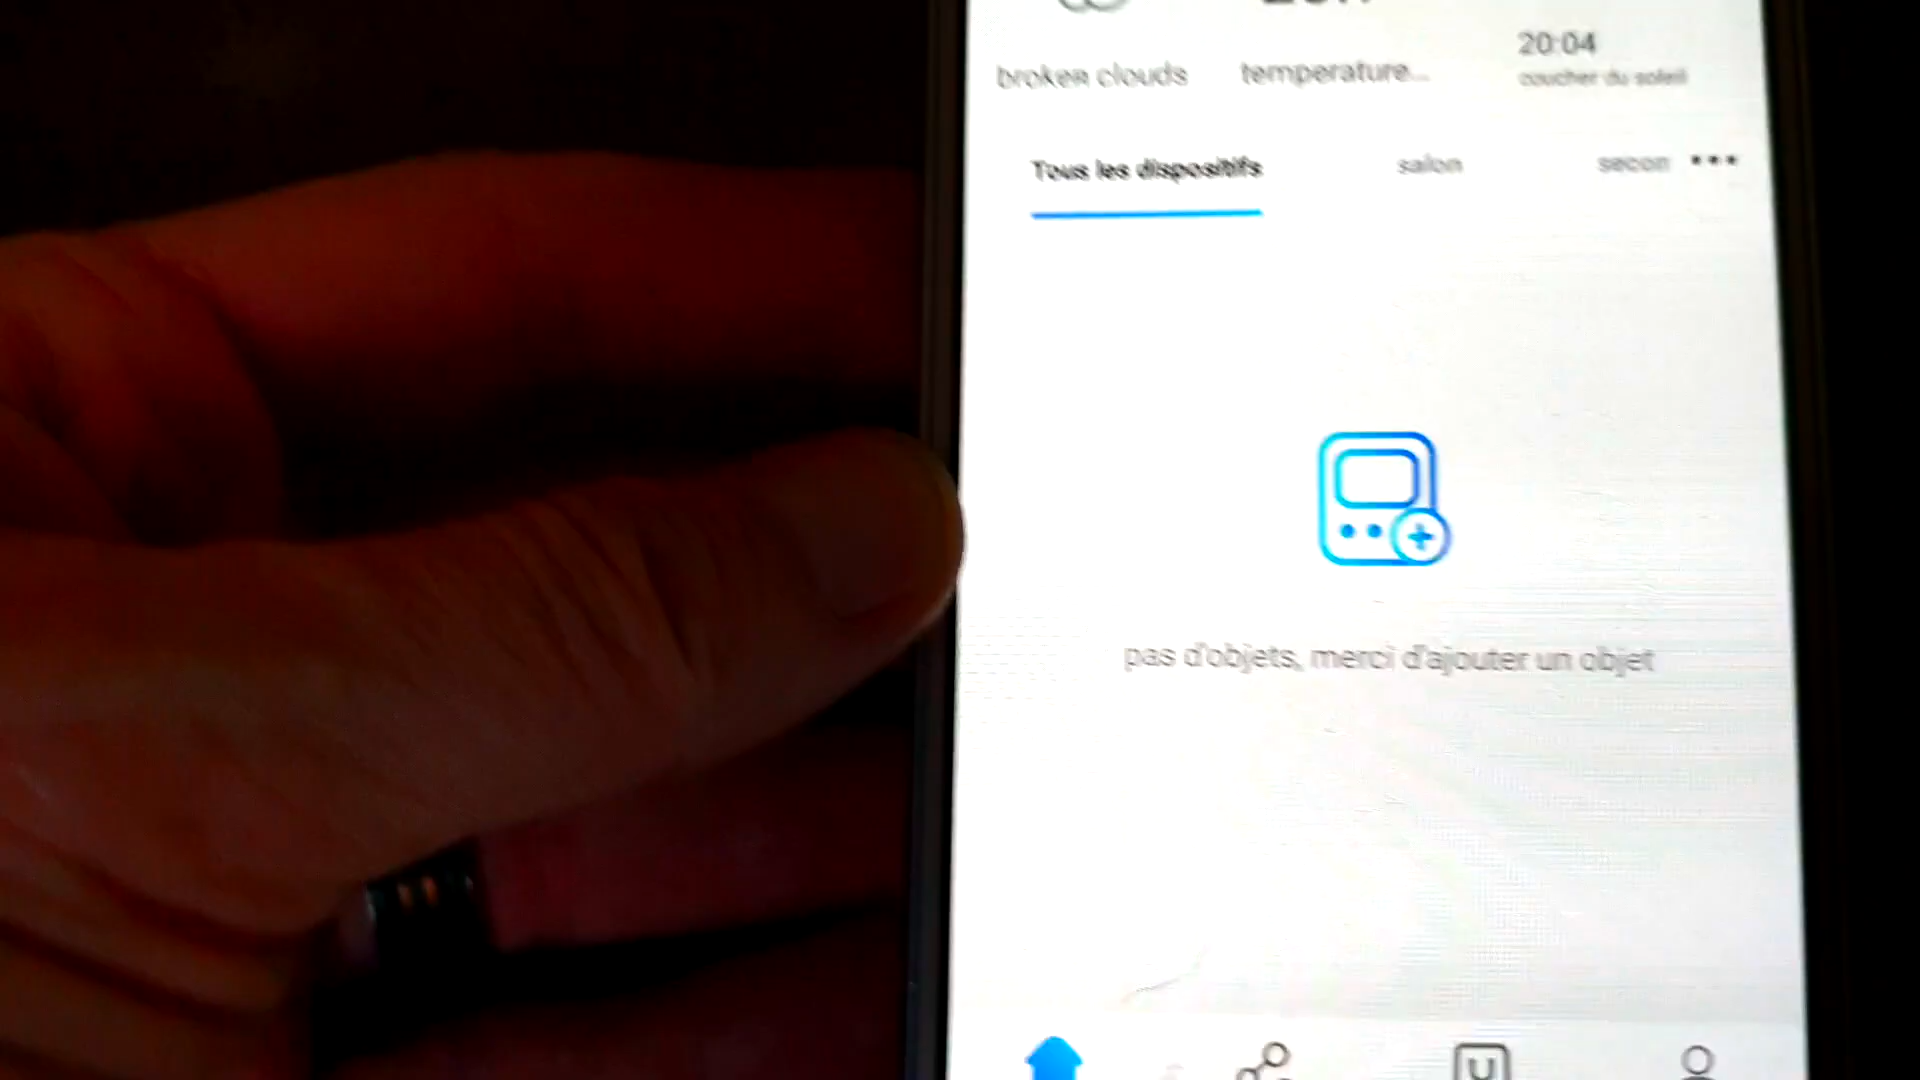 broken clouds
temperature...
20:04
coucher du soleil
Tous les dispositifs
salon
secon
pas d'objets, merci d'ajouter un objet